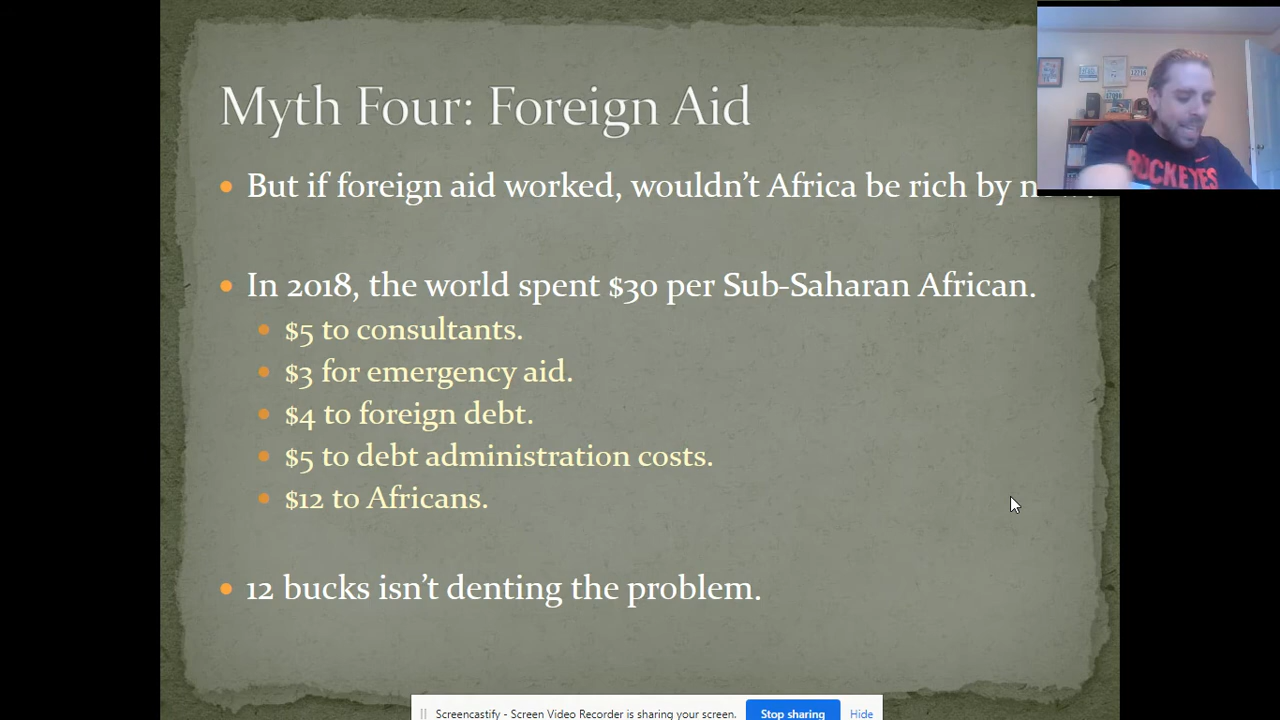 Myth Four: Foreign Aid
• But if foreign aid worked, wouldn't Africa be rich by
• In 2018, the world spent $30 per Sub-Saharan African.
• $5 to consultants.
• $3 for emergency aid.
• $4 to foreign debt.
• $5 to debt administration costs.
• $12 to Africans.
• 12 bucks isn't denting the problem.
Screencastify - Screen Video Recorder is sharing your screen. Stop sharing Hide